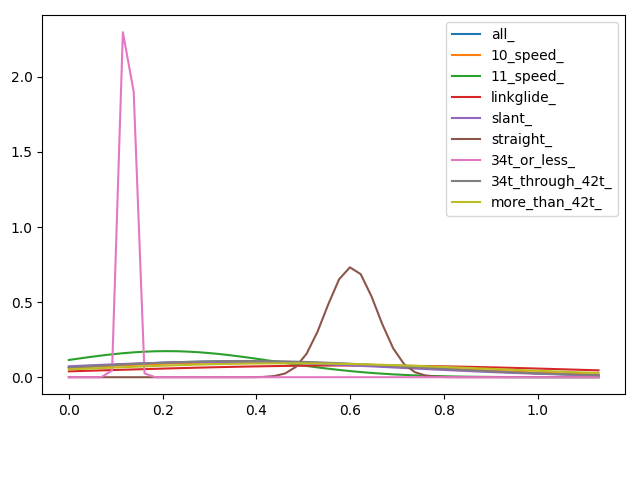 all_
10_speed_
11_speed_
linkglide_
slant_
straight_
34t_or_less_
34t_through_42t_
more_than_42t_
2.0
1.5
1.0
0.5
0.0
0.0 0.2 0.4 0.6 0.8 1.0